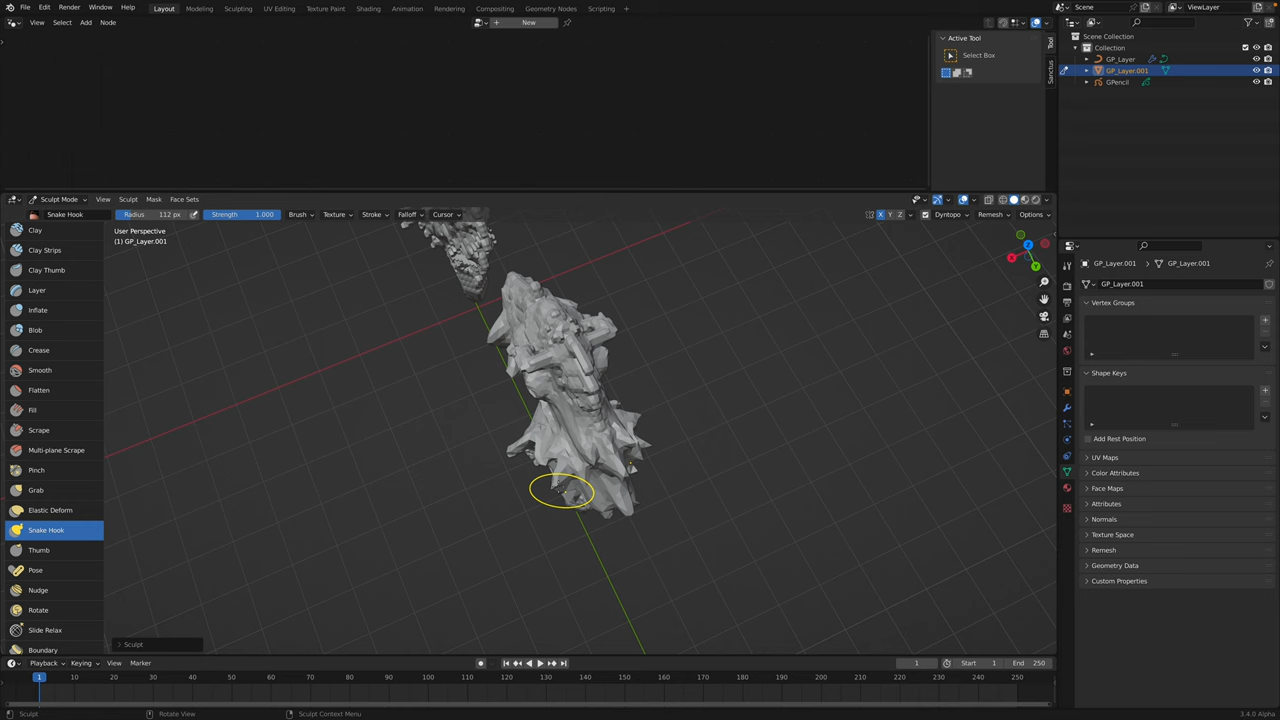 File Edit Render Window Help Layout Modeling Sculpting UV Editing Texture Paint Shading Animation Rendering Compositing Geometry Nodes Scripting + Scene ViewLayer
View Select Add Node + New
Active Tool
Select Box
Tool
Sanctus
Scene Collection
Collection
GP_Layer
GP_Layer.001
GPencil
Sculpt Mode View Sculpt Mask Face Sets
Snake Hook Radius 112 px Strength 1.000 Brush Texture Stroke Falloff Cursor X Y Z Dyntopo Remesh Options
User Perspective
(1) GP_Layer.001
X
Y
Z
Clay
Clay Strips
Clay Thumb
Layer
Inflate
Blob
Crease
Smooth
Flatten
Fill
Scrape
Multi-plane Scrape
Pinch
Grab
Elastic Deform
Snake Hook
Thumb
Pose
Nudge
Rotate
Slide Relax
Boundary
Sculpt
GP_Layer.001 GP_Layer.001
GP_Layer.001
Vertex Groups
Shape Keys
Add Rest Position
UV Maps
Color Attributes
Face Maps
Attributes
Normals
Texture Space
Remesh
Geometry Data
Custom Properties
Playback Keying View Marker 1 Start 1 End 250
1 10 20 30 40 50 60 70 80 90 100 110 120 130 140 150 160 170 180 190 200 210 220 230 240 250
Sculpt Rotate View Sculpt Context Menu 3.4.0 Alpha